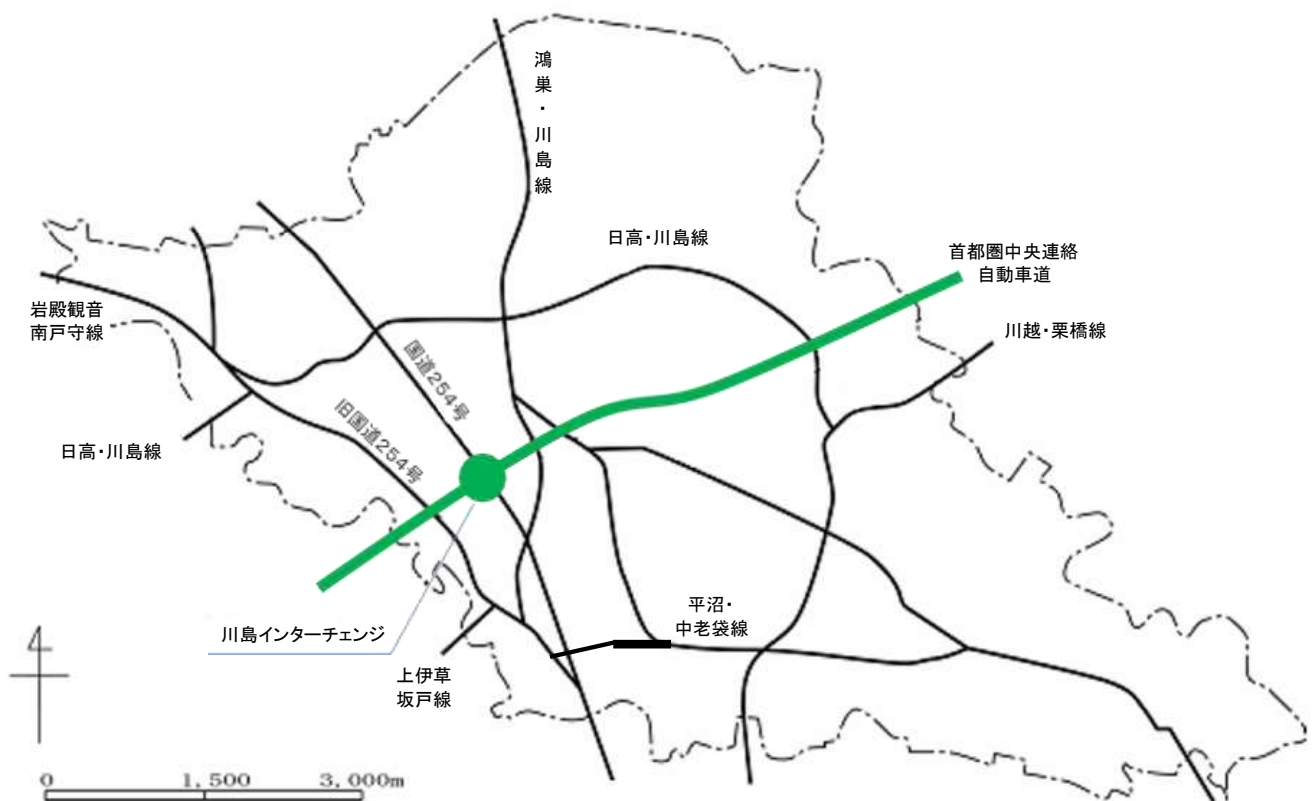 鴻巣・川島線
日高・川島線
首都圏中央連絡
自動車道
岩殿観音
南戸守線
川越・栗橋線
国道254号
旧国道254号
日高・川島線
平沼・
中老袋線
川島インターチェンジ
上伊草
坂戸線
0 1,500 3,000m